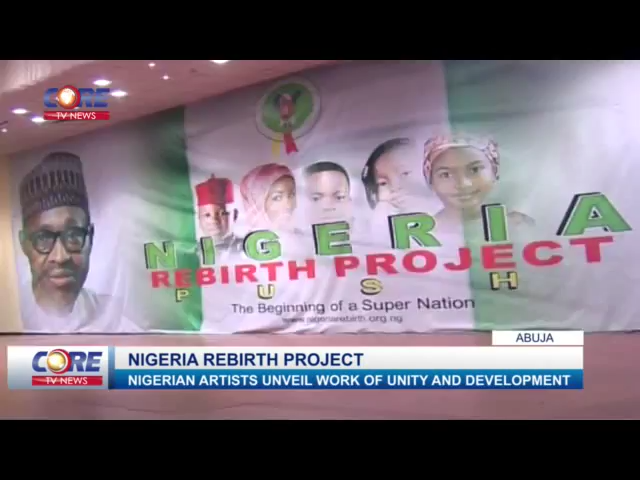 CORE
TV NEWS
NIGERIA
REBIRTH PROJECT
PUSH
The Beginning of a Super Nation
www.nigeriarebirth.org.ng
ABUJA
CORE
TV NEWS
NIGERIA REBIRTH PROJECT
NIGERIAN ARTISTS UNVEIL WORK OF UNITY AND DEVELOPMENT